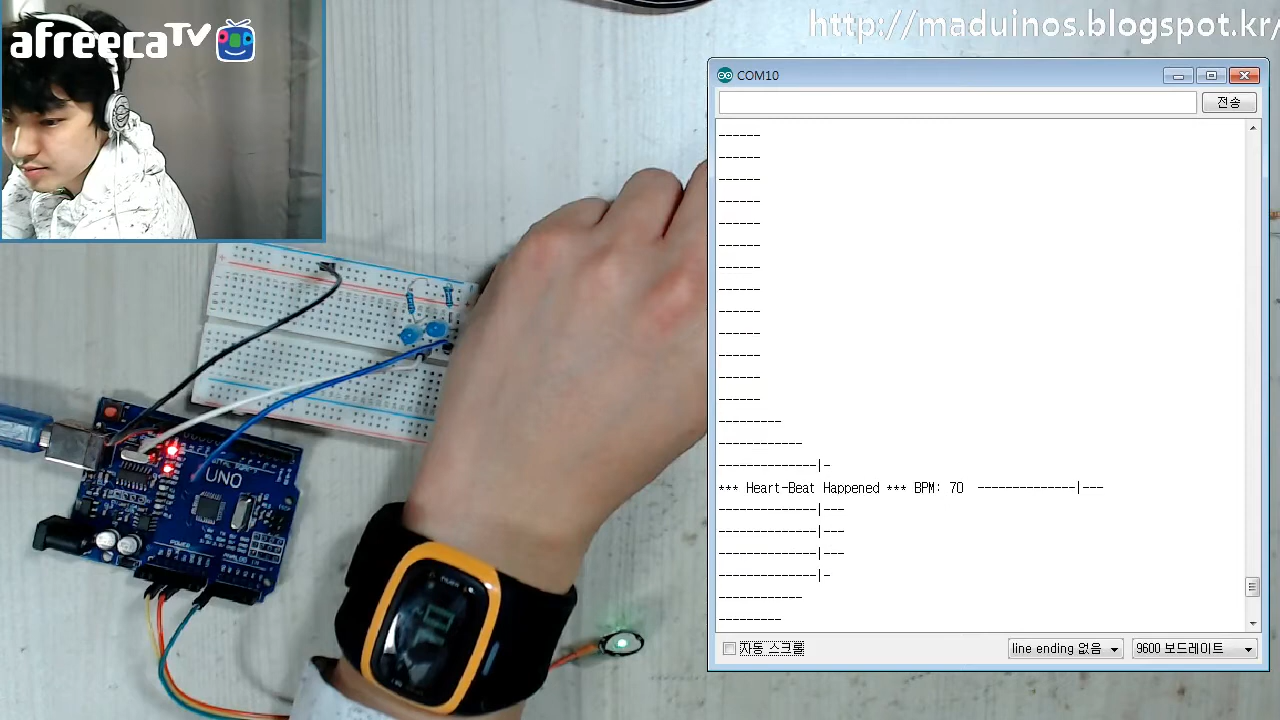 afreecaTV
http://maduinos.blogspot.kr/
COM10
전송
------
------
------
------
------
------
------
------
------
------
------
------
------
---------
------------
--------------|-
*** Heart-Beat Happened *** BPM: 70  --------------|---
--------------|---
--------------|---
--------------|---
--------------|-
------------
---------
자동 스크롤
line ending 없음
9600 보드레이트
UNO
POWER